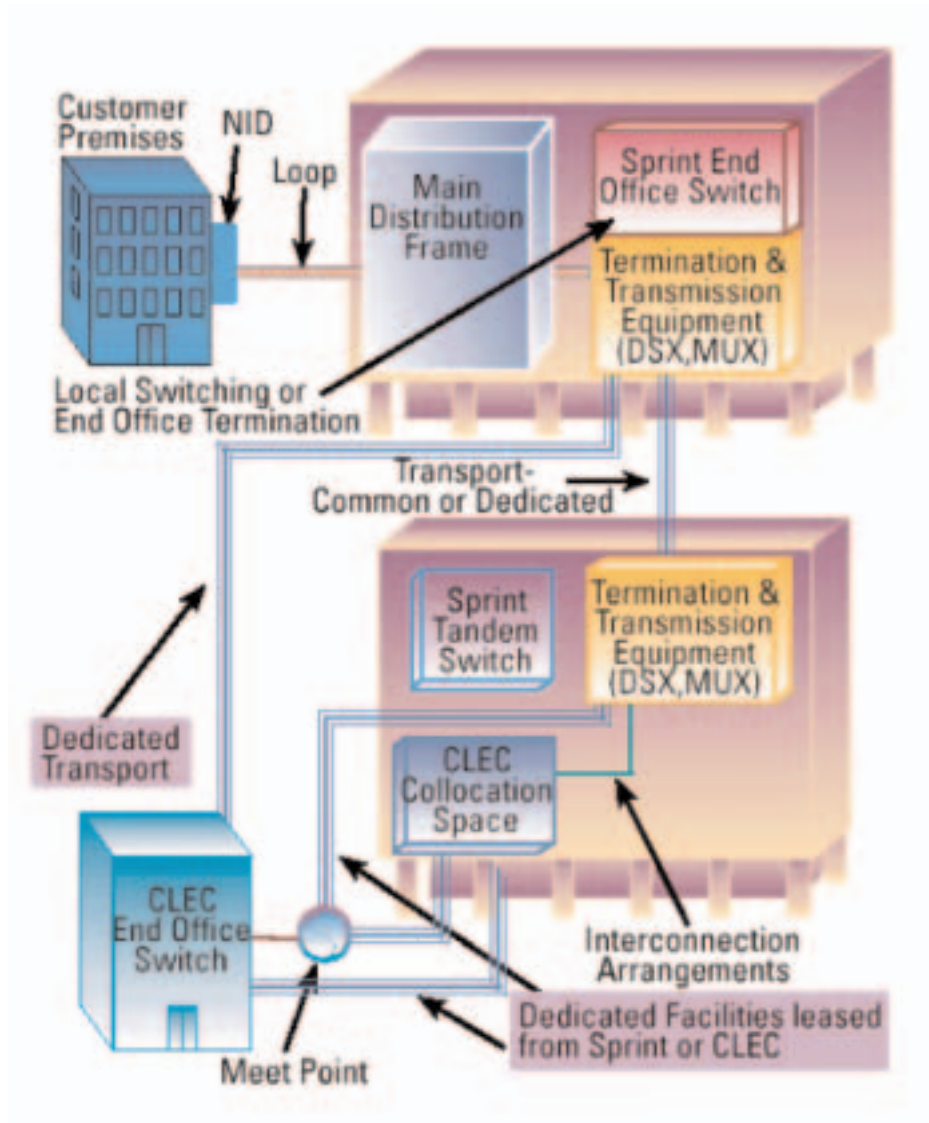 Customer
Premises
NID
Loop
Main
Distribution
Frame
Sprint End
Office Switch
Termination &
Transmission
Equipment
(DSX,MUX)
Local Switching or
End Office Termination
Transport-
Common or Dedicated
Sprint
Tandem
Switch
Termination &
Transmission
Equipment
(DSX,MUX)
Dedicated
Transport
CLEC
Collocation
Space
CLEC
End Office
Switch
Interconnection
Arrangements
Dedicated Facilities leased
from Sprint or CLEC
Meet Point